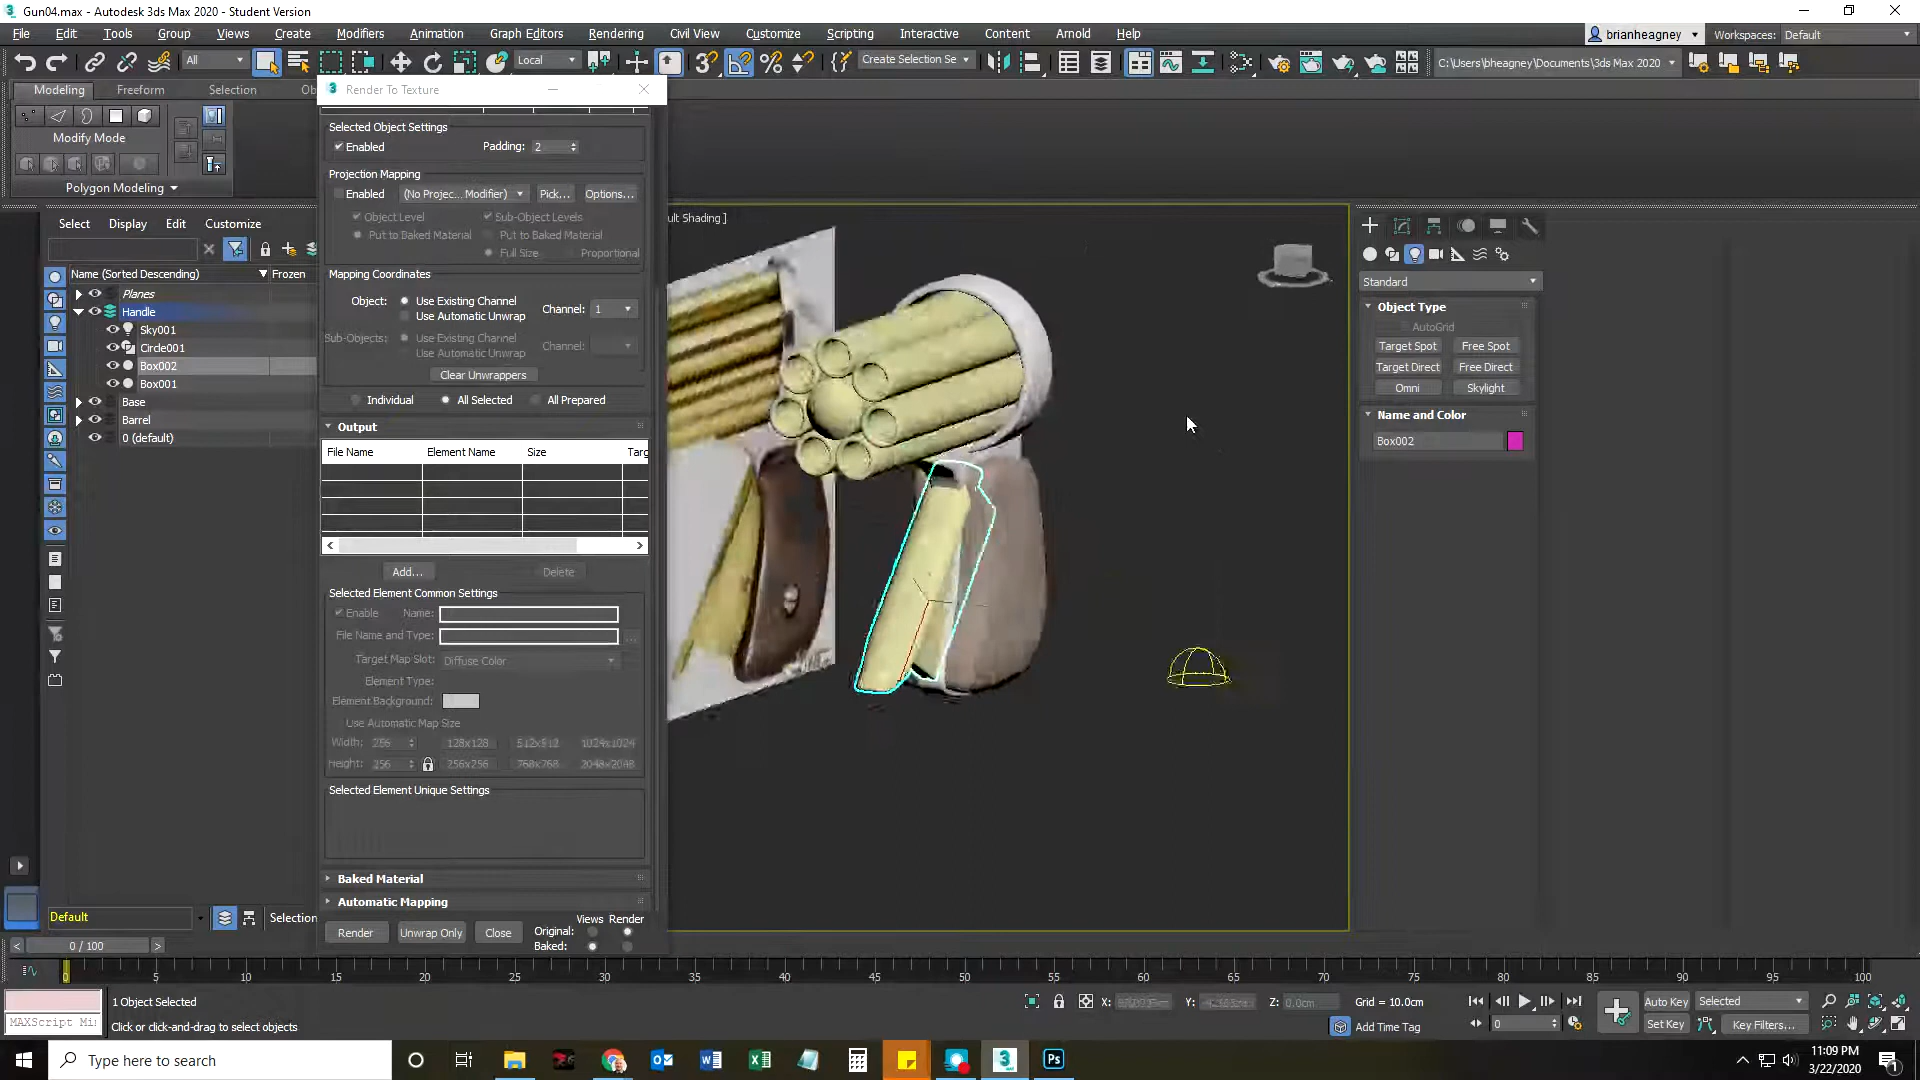 Gun04.max - Autodesk 3ds Max 2020 - Student Version
File Edit Tools Group Views Create Modifiers Animation Graph Editors Rendering Civil View Customize Scripting Interactive Content Arnold Help
brianheagney Workspaces: Default
All Local Create Selection Se C:\Users\bheagney\Documents\3ds Max 2020
Modeling Freeform Selection
Render To Texture
Modify Mode
Polygon Modeling
Select Display Edit Customize
Name (Sorted Descending) Frozen
Planes
Handle
Sky001
Circle001
Box002
Box001
Base
Barrel
0 (default)
Default
Selection
Selected Object Settings
Enabled Padding: 2
Projection Mapping
Enabled (No Projec... Modifier) Pick... Options...
Object Level Sub-Object Levels
Put to Baked Material Put to Baked Material
Full Size Proportional
Mapping Coordinates
Object: Use Existing Channel Channel: 1
Use Automatic Unwrap
Sub-Objects: Use Existing Channel Channel:
Use Automatic Unwrap
Clear Unwrappers
Individual All Selected All Prepared
Output
File Name Element Name Size Targ
Add... Delete
Selected Element Common Settings
Enable Name:
File Name and Type: ...
Target Map Slot: Diffuse Color
Element Type:
Element Background:
Use Automatic Map Size
Width: 256 128x128 512x512 1024x1024
Height: 256 256x256 768x768 2048x2048
Selected Element Unique Settings
Baked Material
Automatic Mapping
Views Render
Render Unwrap Only Close Original:
Baked:
ult Shading ]
Standard
Object Type
AutoGrid
Target Spot Free Spot
Target Direct Free Direct
Omni Skylight
Name and Color
Box002
0 / 100
0 5 10 15 20 25 30 35 40 45 50 55 60 65 70 75 80 85 90 95 100
1 Object Selected
MAXScript Mi
Click or click-and-drag to select objects
X: Y: Z: 0.0cm Grid = 10.0cm
Add Time Tag
0
Auto Key Selected
Set Key Key Filters...
Type here to search
Ps
11:09 PM
3/22/2020
1